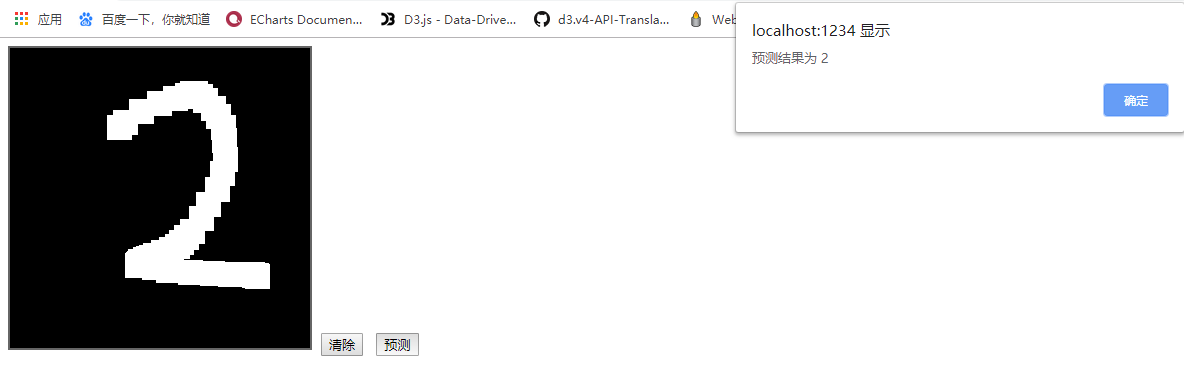 应用
百度一下，你就知道
ECharts Documen...
D3.js - Data-Drive...
d3.v4-API-Transla...
Web
localhost:1234 显示
预测结果为 2
确定
2
清除
预测